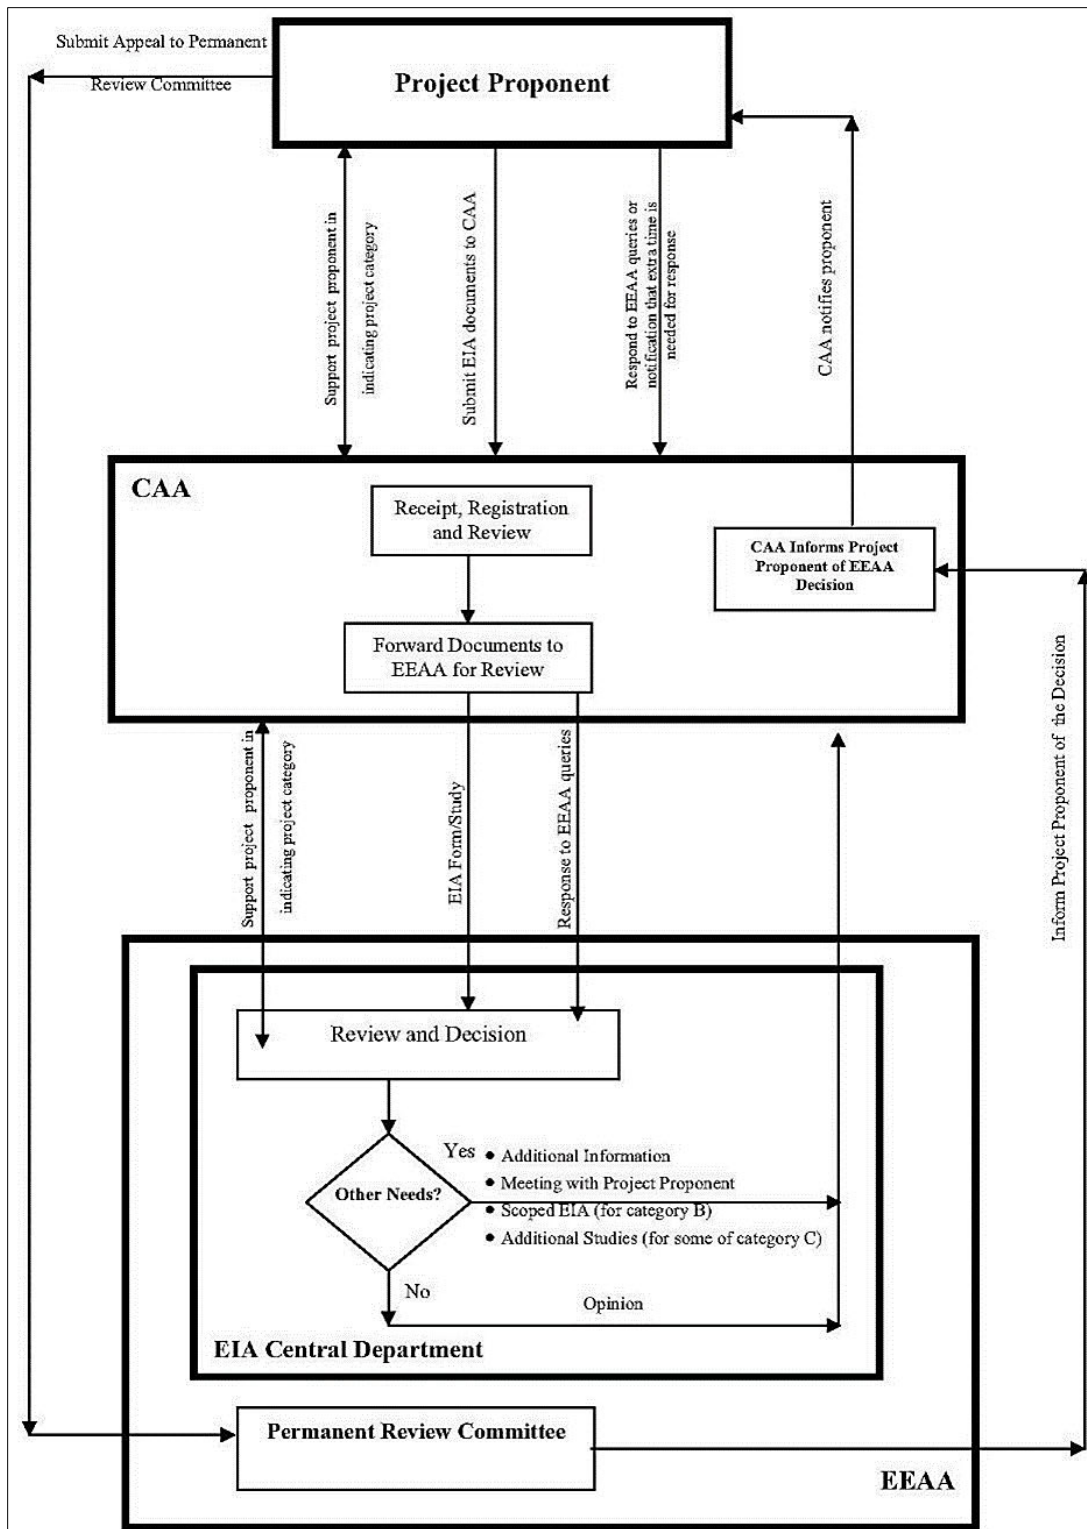 Submit Appeal to Permanent
Review Committee
Project Proponent
Support project proponent in
indicating project category
Submit EIA documents to CAA
Respond to EEAA queries or
notification that extra time is
needed for response
CAA notifies proponent
CAA
Receipt, Registration
and Review
CAA Informs Project
Proponent of EEAA
Decision
Forward Documents to
EEAA for Review
Support project proponent in
indicating project category
EIA Form/Study
Response to EEAA queries
Inform Project Proponent of the Decision
Review and Decision
Other Needs?
Yes
• Additional Information
• Meeting with Project Proponent
• Scoped EIA (for category B)
• Additional Studies (for some of category C)
No
Opinion
EIA Central Department
Permanent Review Committee
EEAA